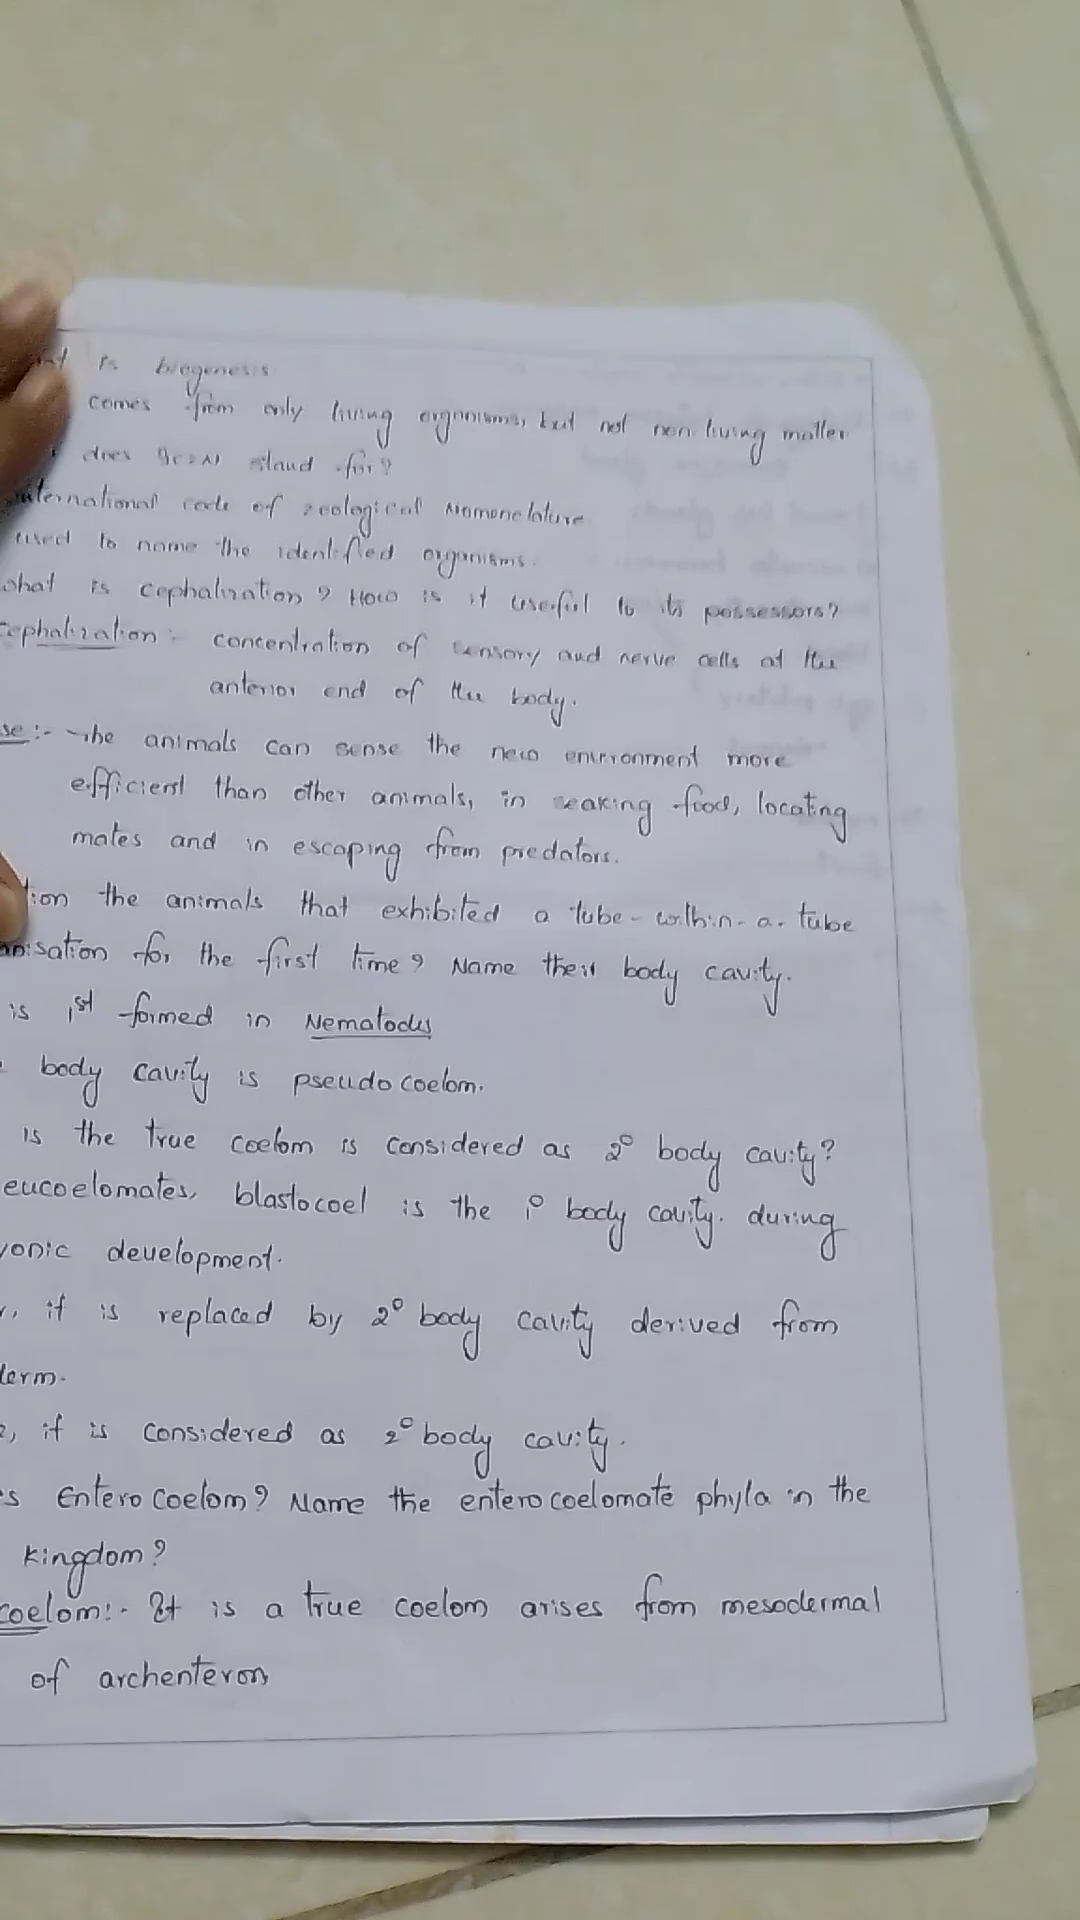 is biogenesis
comes from only living organisms, but not non-living matter
does stand for?
international code of zoological Nomenclature
used to name the identified organisms.
what is cephalization? How is it useful to its possessors?
cephalization:- concentration of sensory and nerve cells at the
anterior end of the body.
se:- The animals can sense the new environment more
efficient than other animals, in seaking food, locating
mates and in escaping from predators.
tion the animals that exhibited a tube-within-a-tube
anisation for the first time? Name their body cavity.
is 1st formed in Nematodes
body cavity is pseudocoelom.
is the true coelom is considered as 2° body cavity?
eucoelomates, blastocoel is the 1° body cavity. during
yonic development.
r, it is replaced by 2° body cavity derived from
derm.
e, it is considered as 2° body cavity.
s Entero coelom? Name the entero coelomate phyla in the
kingdom?
coelom:- It is a true coelom arises from mesodermal
of archenteron